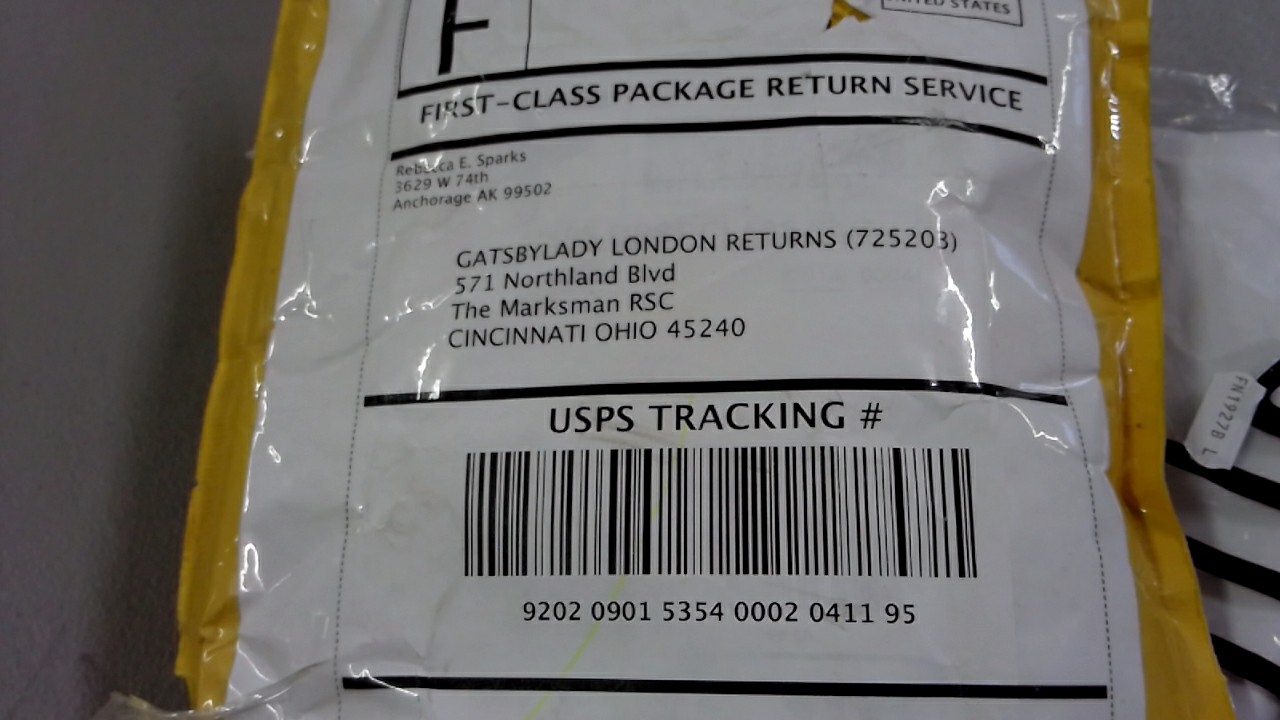 F
UNITED STATES
FIRST-CLASS PACKAGE RETURN SERVICE
Rebecca E. Sparks
3629 W 74th
Anchorage AK 99502
GATSBYLADY LONDON RETURNS (725203)
571 Northland Blvd
The Marksman RSC
CINCINNATI OHIO 45240
USPS TRACKING #
9202 0901 5354 0002 0411 95
FN1927B L